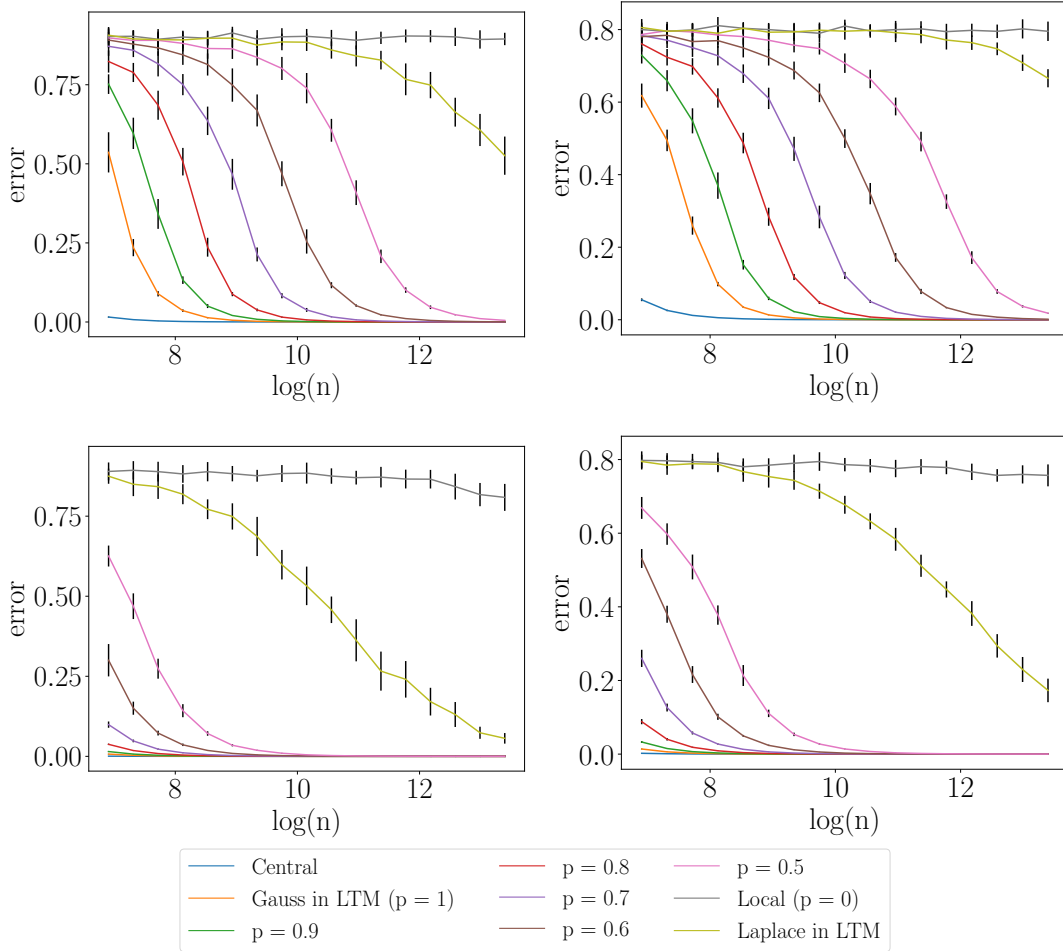 error
0.75
0.50
0.25
0.00
8
10
12
log(n)
error
0.8
0.6
0.4
0.2
0.0
8
10
12
log(n)
error
0.75
0.50
0.25
0.00
8
10
12
log(n)
error
0.8
0.6
0.4
0.2
0.0
8
10
12
log(n)
Central
Gauss in LTM (p = 1)
p = 0.9
p = 0.8
p = 0.7
p = 0.6
p = 0.5
Local (p = 0)
Laplace in LTM